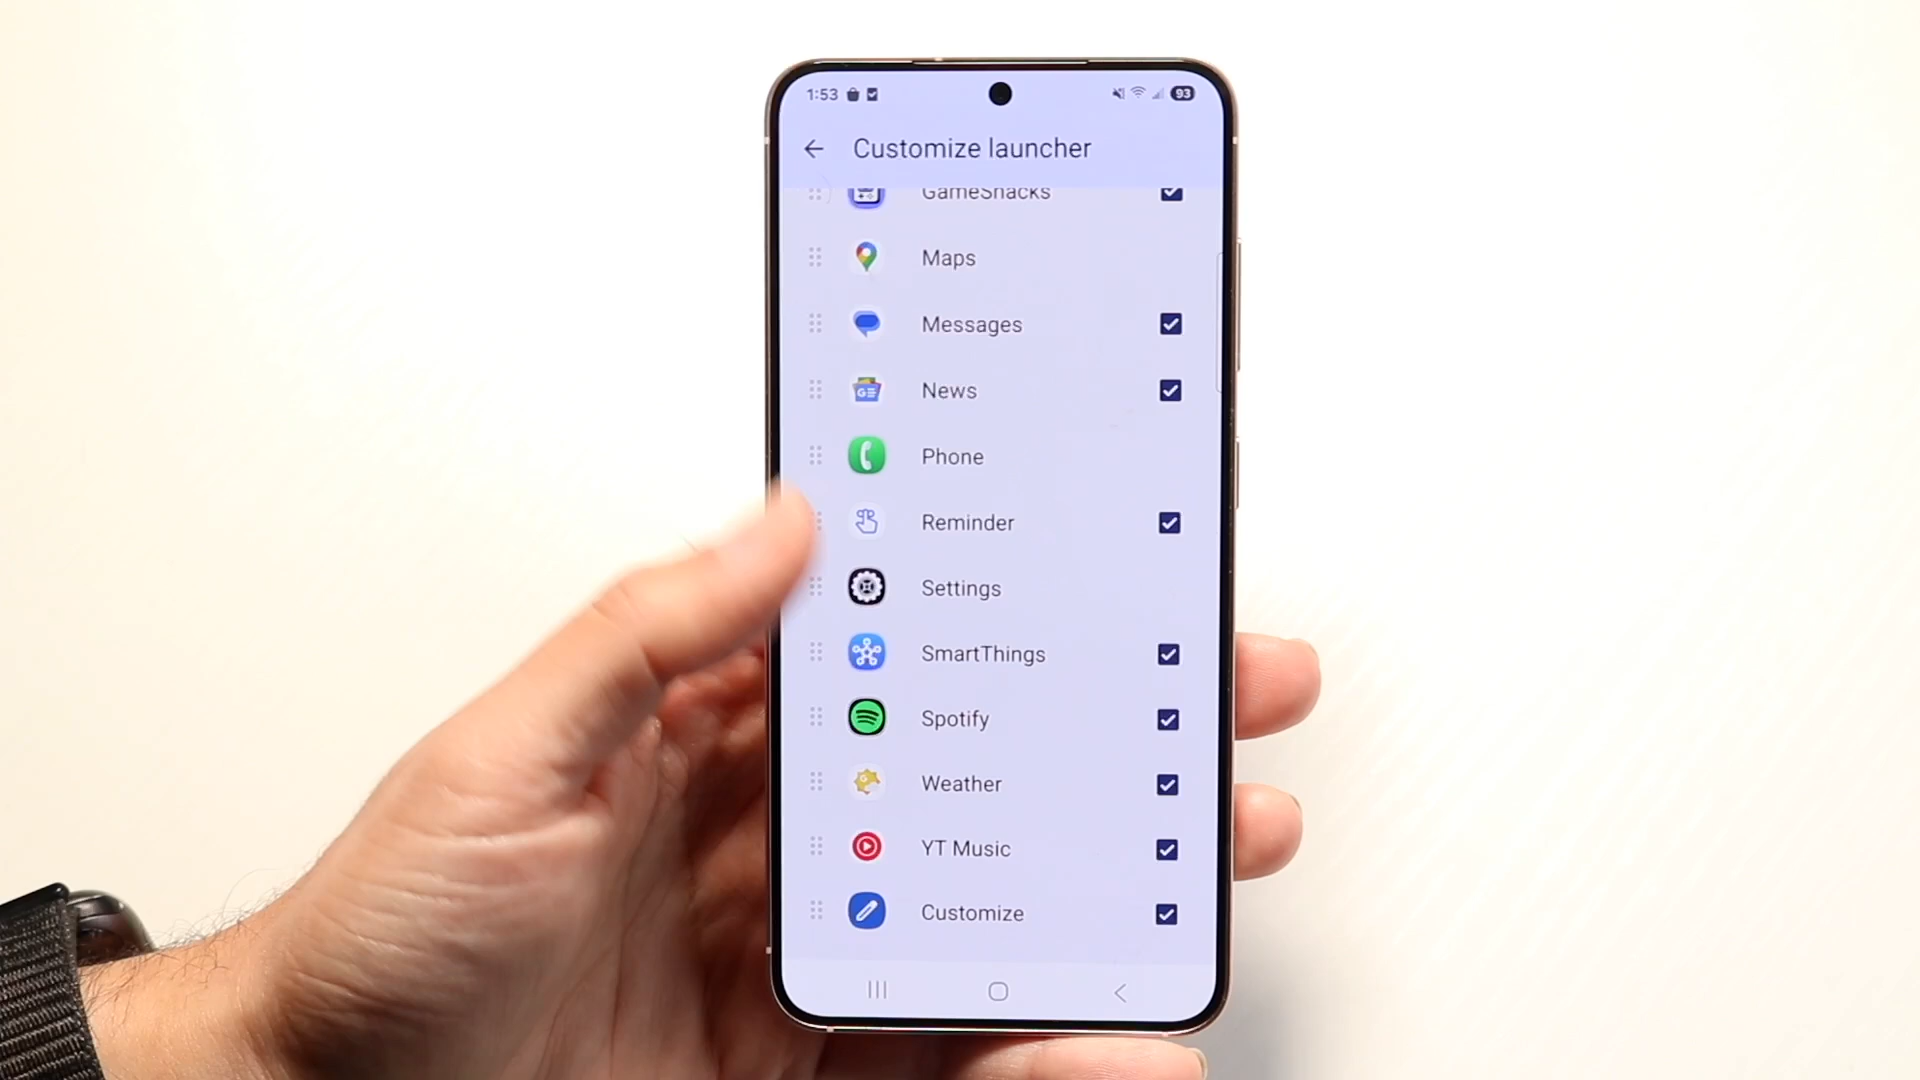 1:53
93
Customize launcher
GameSnacks
Maps
Messages
News
Phone
Reminder
Settings
SmartThings
Spotify
Weather
YT Music
Customize